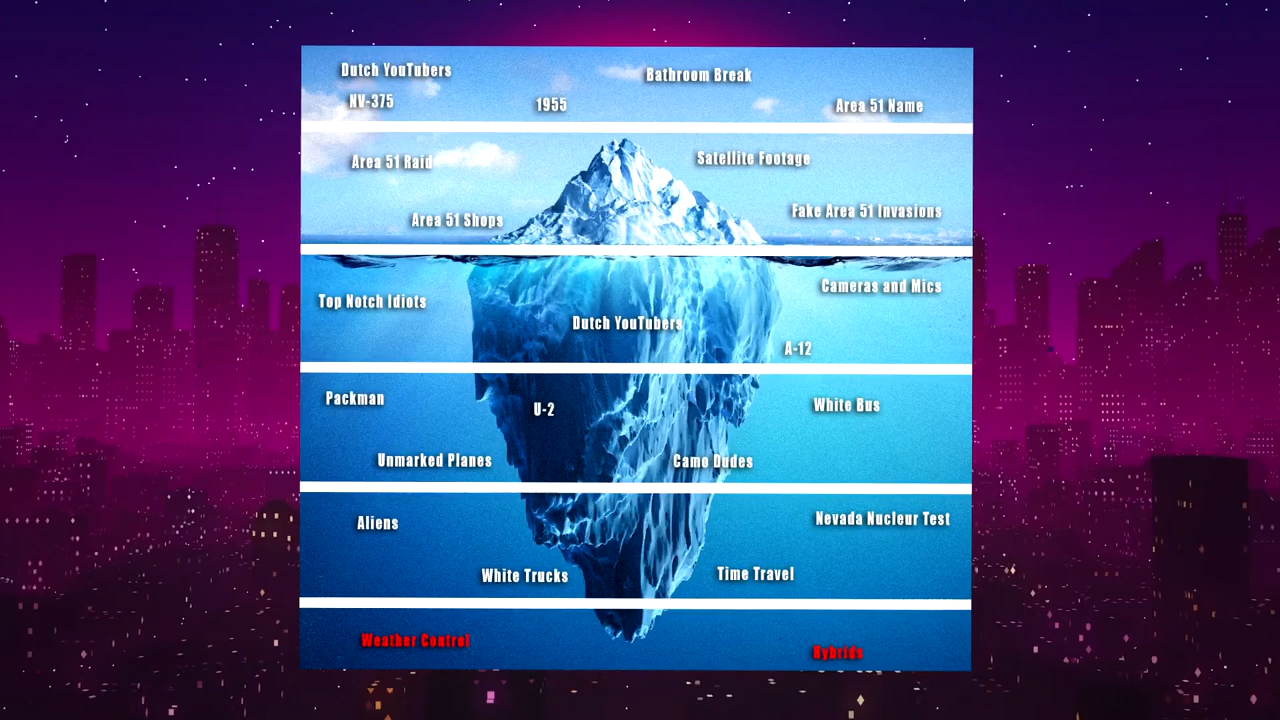 Dutch YouTubers
Bathroom Break
NV-375
1955
Area 51 Name
Area 51 Raid
Satellite Footage
Area 51 Shops
Fake Area 51 Invasions
Top Notch Idiots
Cameras and Mics
Dutch YouTubers
A-12
Packman
U-2
White Bus
Unmarked Planes
Camo Dudes
Aliens
Nevada Nucleur Test
White Trucks
Time Travel
Weather Control
Hybrids